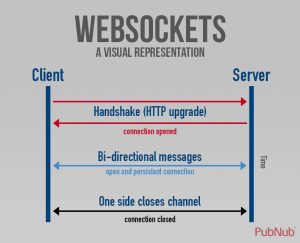 WEBSOCKETS
A VISUAL REPRESENTATION
Client
Server
Handshake (HTTP upgrade)
connection opened
Bi-directional messages
open and persistent connection
Time
One side closes channel
connection closed
PubNub